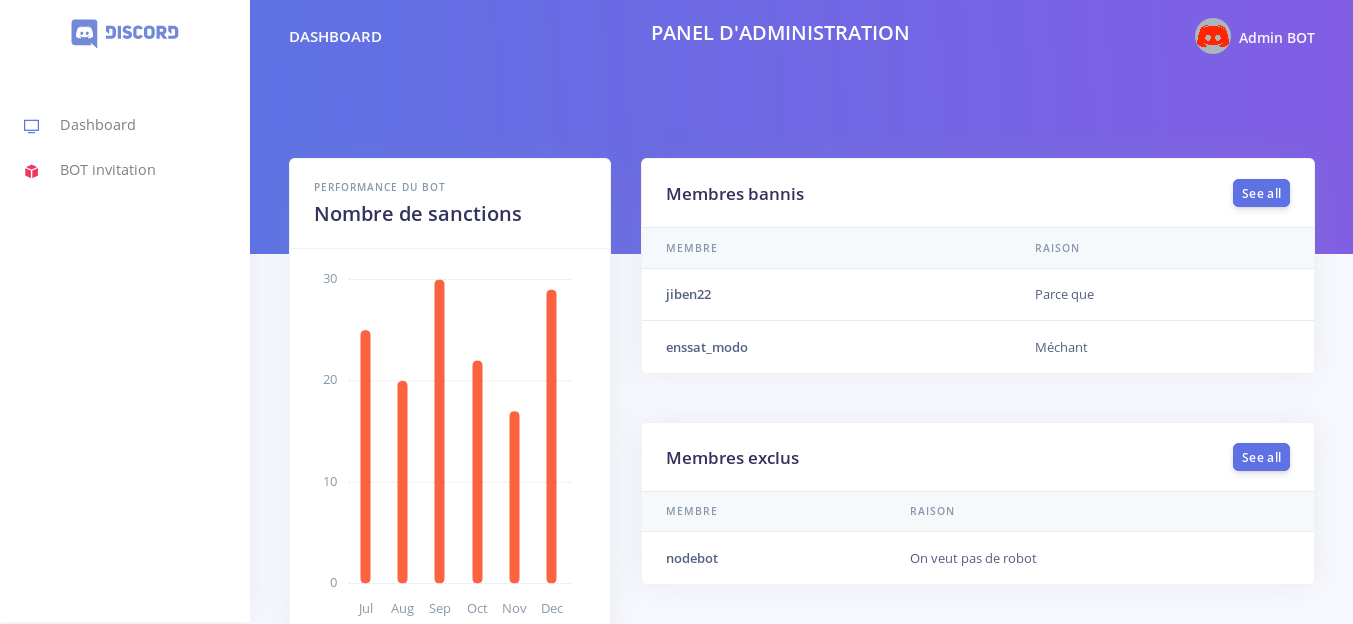 DISCORD
Dashboard
BOT invitation
DASHBOARD
PANEL D'ADMINISTRATION
Admin BOT
PERFORMANCE DU BOT
Nombre de sanctions
30
20
10
0
Jul Aug Sep Oct Nov Dec
Membres bannis
See all
MEMBRE RAISON
jiben22 Parce que
enssat_modo Méchant
Membres exclus
See all
MEMBRE RAISON
nodebot On veut pas de robot